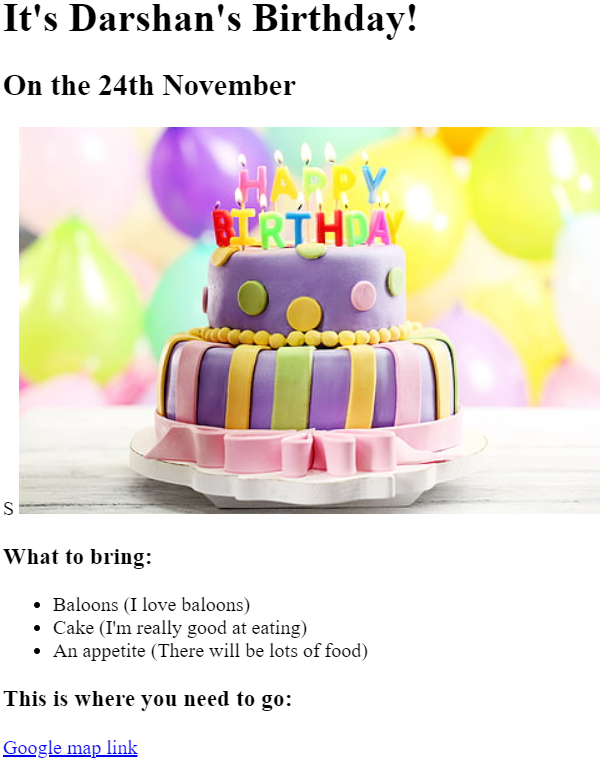 It's Darshan's Birthday!
On the 24th November
HAPPY
BIRTHDAY
S
What to bring:
Baloons (I love baloons)
Cake (I'm really good at eating)
An appetite (There will be lots of food)
This is where you need to go:
Google map link